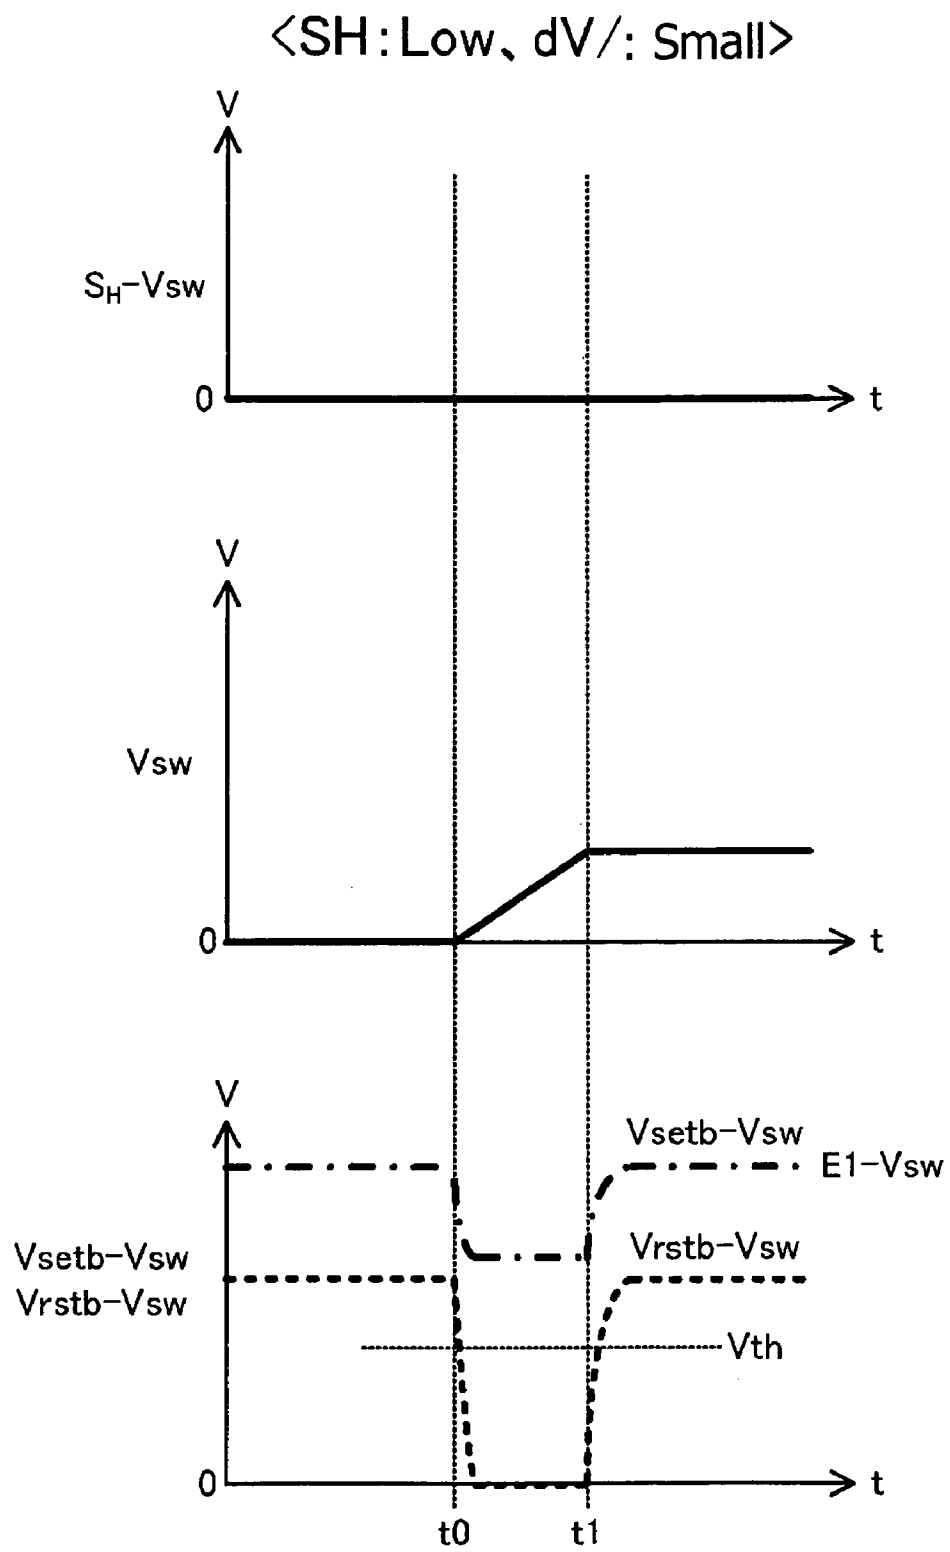 <SH:Low、dV/: Small>
V
SH-Vsw
0
t
V
Vsw
0
t
V
Vsetb-Vsw
E1-Vsw
Vsetb-Vsw
Vrstb-Vsw
Vrstb-Vsw
Vth
0
t
t0
t1